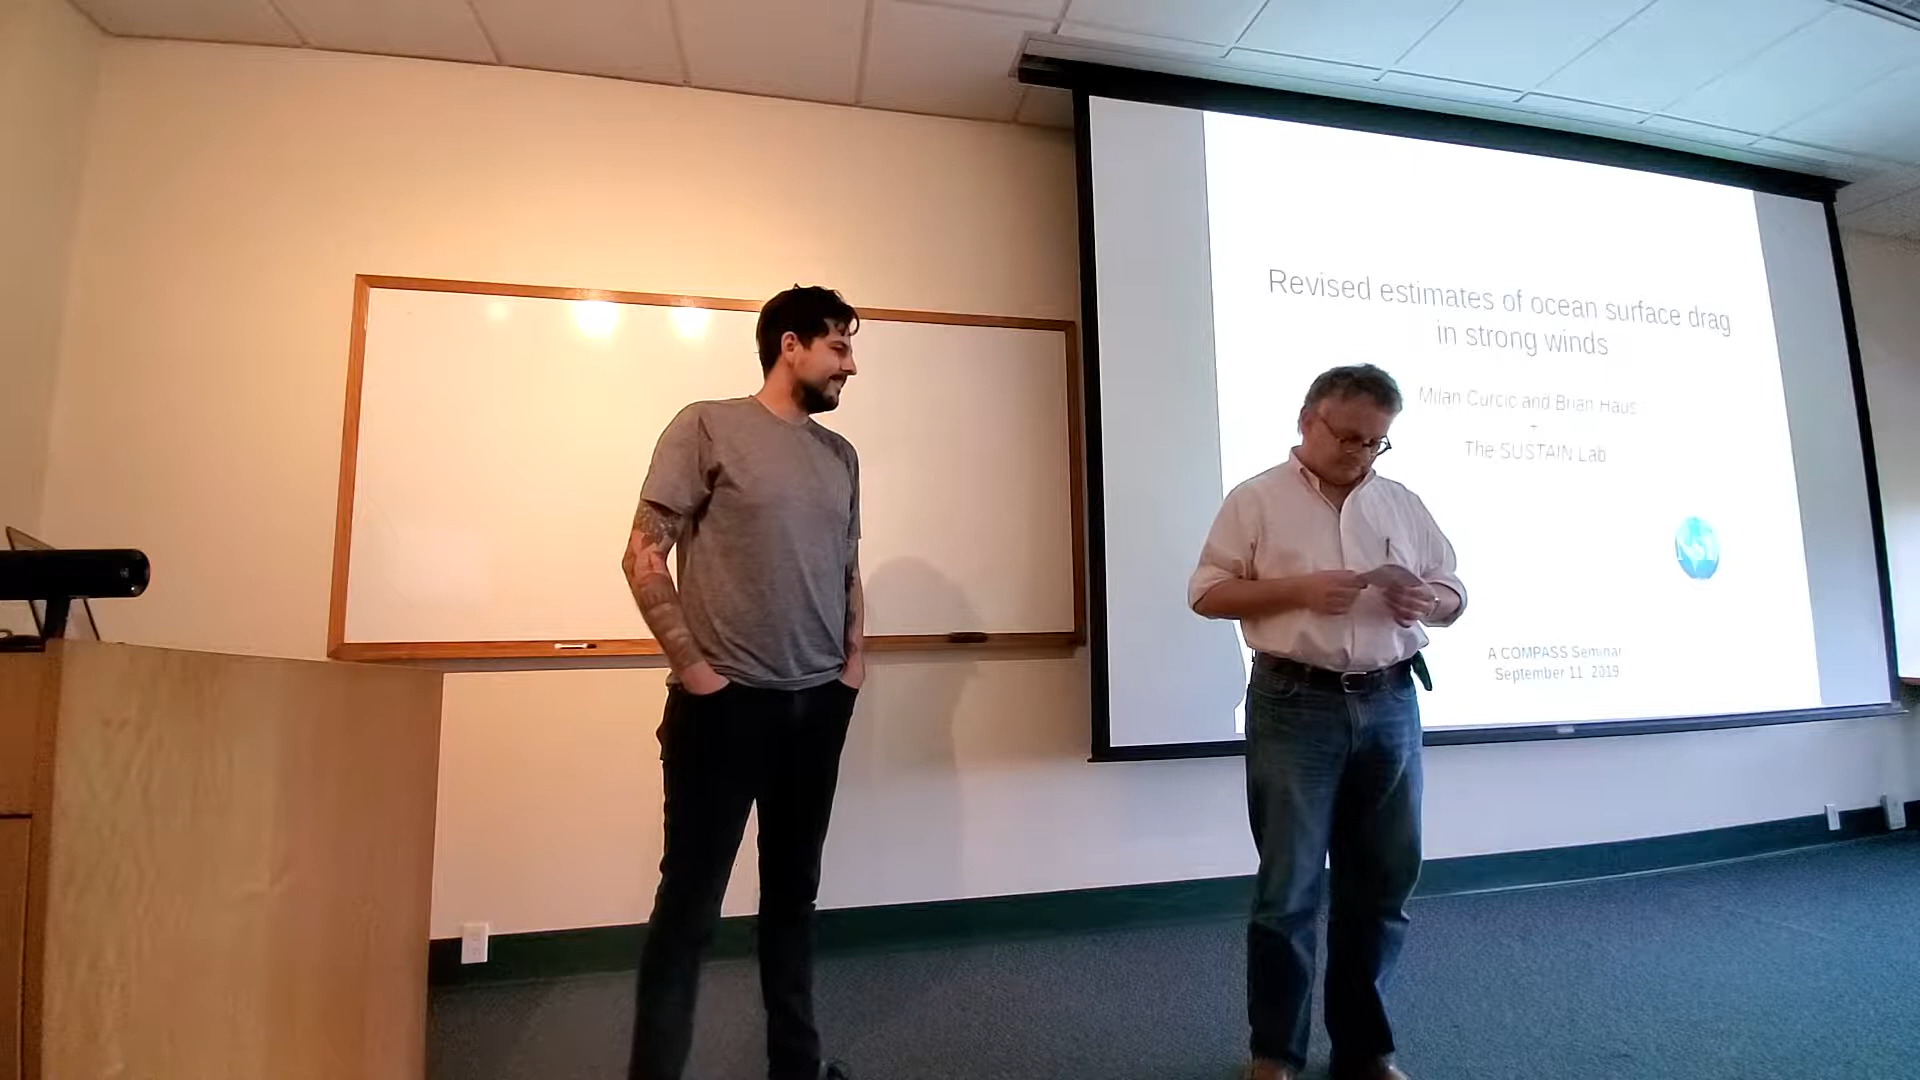 Revised estimates of ocean surface drag
in strong winds
Milan Curcic and Brian Haus
+
The SUSTAIN Lab
A COMPASS Seminar
September 11 2019